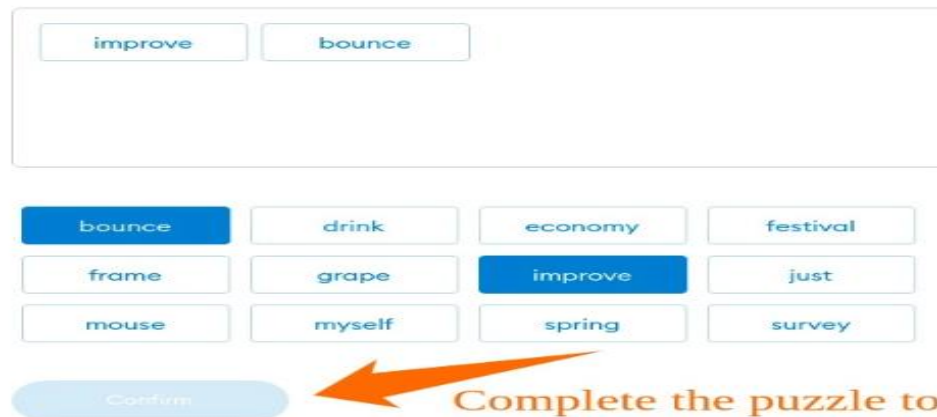 improve bounce
bounce drink economy festival
frame grape improve just
mouse myself spring survey
Confirm
Complete the puzzle to